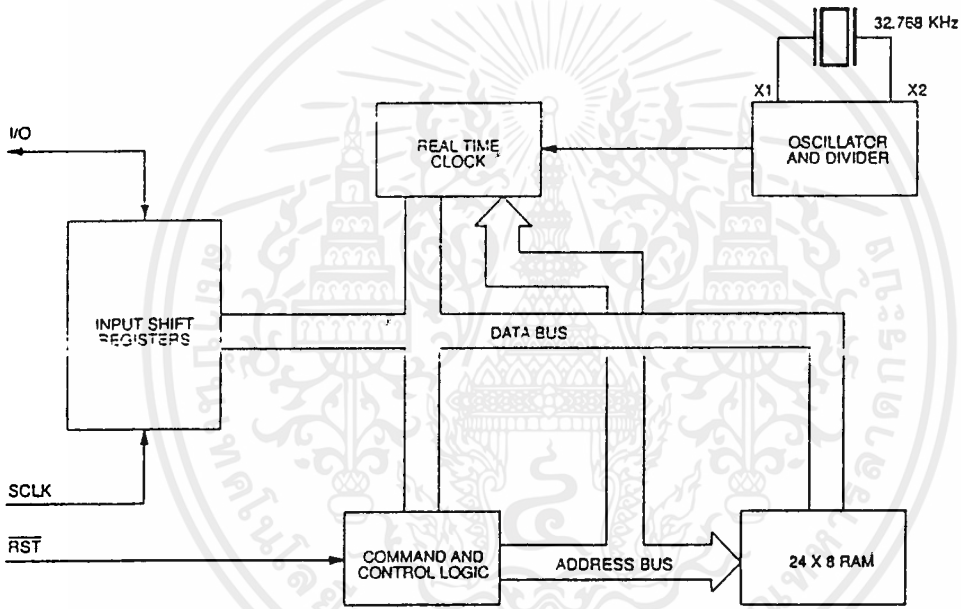 32.768 KHz
X1
X2
I/O
REAL TIME
CLOCK
OSCILLATOR
AND DIVIDER
INPUT SHIFT
REGISTERS
DATA BUS
SCLK
RST
COMMAND AND
CONTROL LOGIC
ADDRESS BUS
24 X 8 RAM